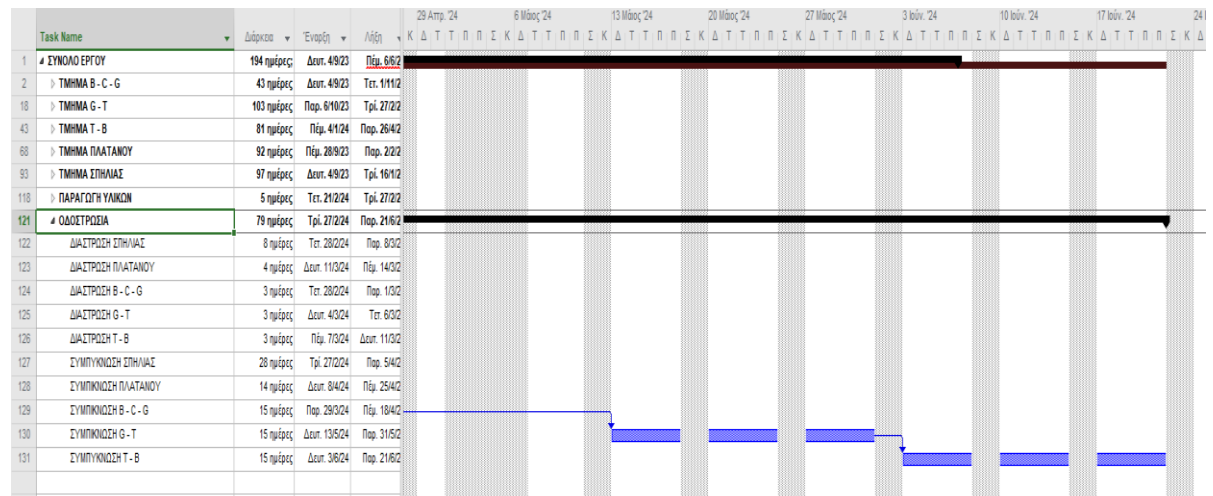 29 Απρ. '24 6 Μάιος '24 13 Μάιος '24 20 Μάιος '24 27 Μάιος '24 3 Ιούν. '24 10 Ιούν. '24 17 Ιούν. '24 24
Task Name Διάρκεια Έναρξη Λήξη Κ Δ Τ Τ Π Π Σ Κ Δ Τ Τ Π Π Σ Κ Δ Τ Τ Π Π Σ Κ Δ Τ Τ Π Π Σ Κ Δ Τ Τ Π Π Σ Κ Δ Τ Τ Π Π Σ Κ Δ Τ Τ Π Π Σ Κ Δ Τ Τ Π Π Σ Κ Δ
1 ΣΥΝΟΛΟ ΕΡΓΟΥ 194 ημέρες; Δευτ. 4/9/23 Πέμ. 6/6/2
2 ΤΜΗΜΑ B - C - G 43 ημέρες Δευτ. 4/9/23 Τετ. 1/11/2
18 ΤΜΗΜΑ G - T 103 ημέρες Παρ. 6/10/23 Τρί. 27/2/2
43 ΤΜΗΜΑ T - B 81 ημέρες Πέμ. 4/1/24 Παρ. 26/4/2
68 ΤΜΗΜΑ ΠΛΑΤΑΝΟΥ 92 ημέρες Πέμ. 28/9/23 Παρ. 2/2/2
93 ΤΜΗΜΑ ΣΠΗΛΙΑΣ 97 ημέρες Δευτ. 4/9/23 Τρί. 16/1/2
118 ΠΑΡΑΓΩΓΗ ΥΛΙΚΩΝ 5 ημέρες Τετ. 21/2/24 Τρί. 27/2/2
121 ΟΔΟΣΤΡΩΣΙΑ 79 ημέρες Τρί. 27/2/24 Παρ. 21/6/2
122 ΔΙΑΣΤΡΩΣΗ ΣΠΗΛΙΑΣ 8 ημέρες Τετ. 28/2/24 Παρ. 8/3/2
123 ΔΙΑΣΤΡΩΣΗ ΠΛΑΤΑΝΟΥ 4 ημέρες Δευτ. 11/3/24 Πέμ. 14/3/2
124 ΔΙΑΣΤΡΩΣΗ B - C - G 3 ημέρες Τετ. 28/2/24 Παρ. 1/3/2
125 ΔΙΑΣΤΡΩΣΗ G - T 3 ημέρες Δευτ. 4/3/24 Τετ. 6/3/2
126 ΔΙΑΣΤΡΩΣΗ T - B 3 ημέρες Πέμ. 7/3/24 Δευτ. 11/3/2
127 ΣΥΜΠΥΚΝΩΣΗ ΣΠΗΛΙΑΣ 28 ημέρες Τρί. 27/2/24 Παρ. 5/4/2
128 ΣΥΜΠΙΚΝΩΣΗ ΠΛΑΤΑΝΟΥ 14 ημέρες Δευτ. 8/4/24 Πέμ. 25/4/2
129 ΣΥΜΠΙΚΝΩΣΗ B - C - G 15 ημέρες Παρ. 29/3/24 Πέμ. 18/4/2
130 ΣΥΜΠΙΚΝΩΣΗ G - T 15 ημέρες Δευτ. 13/5/24 Παρ. 31/5/2
131 ΣΥΜΠΥΚΝΩΣΗ T - B 15 ημέρες Δευτ. 3/6/24 Παρ. 21/6/2